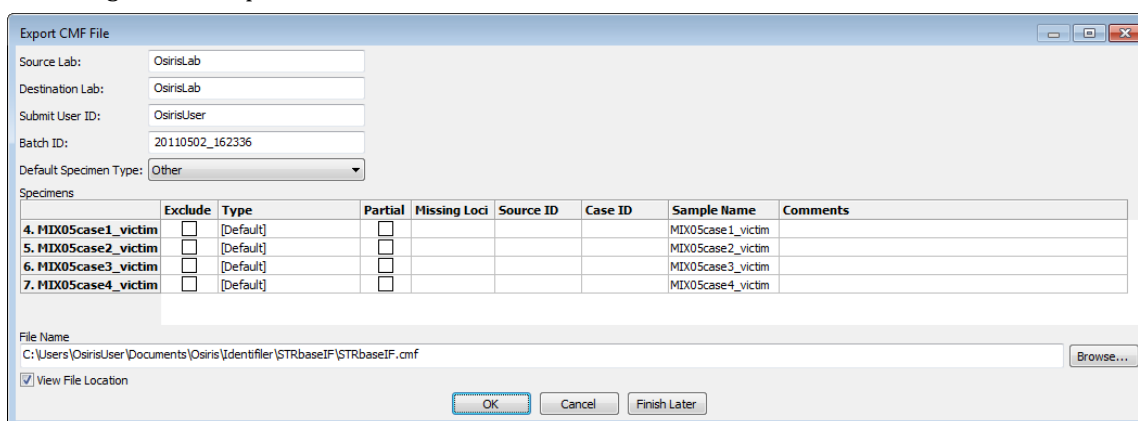 Export CMF File
Source Lab: OsirisLab
Destination Lab: OsirisLab
Submit User ID: OsirisUser
Batch ID: 20110502_162336
Default Specimen Type: Other
Specimens
Exclude Type Partial Missing Loci Source ID Case ID Sample Name Comments
4. MIX05case1_victim [Default] MIX05case1_victim
5. MIX05case2_victim [Default] MIX05case2_victim
6. MIX05case3_victim [Default] MIX05case3_victim
7. MIX05case4_victim [Default] MIX05case4_victim
File Name
C:\Users\OsirisUser\Documents\Osiris\Identifiler\STRbaseIF\STRbaseIF.cmf Browse...
View File Location
OK Cancel Finish Later